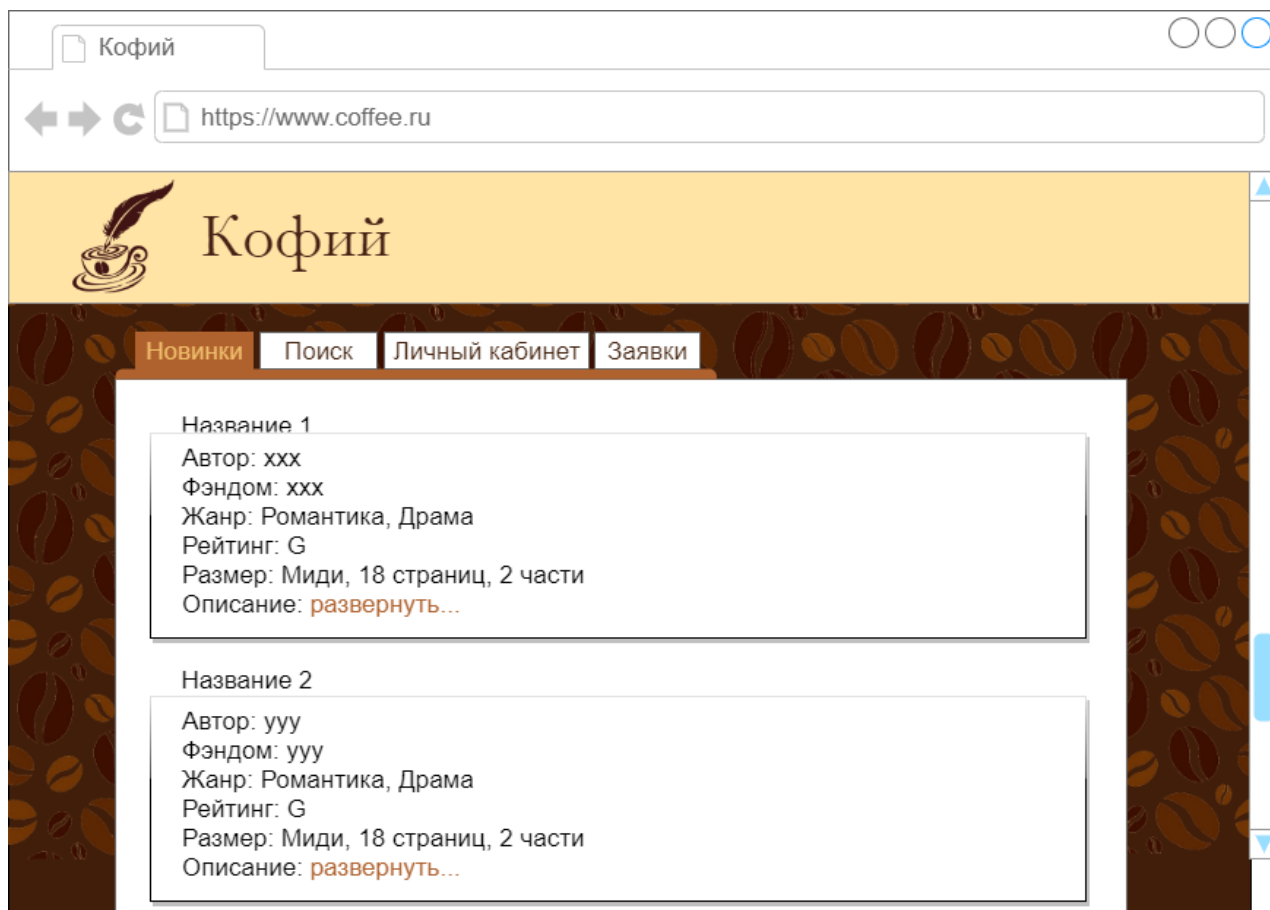 Кофий
https://www.coffee.ru
Кофий
Новинки Поиск Личный кабинет Заявки
Название 1
Автор: xxx
Фэндом: xxx
Жанр: Романтика, Драма
Рейтинг: G
Размер: Миди, 18 страниц, 2 части
Описание: развернуть...
Название 2
Автор: yyy
Фэндом: yyy
Жанр: Романтика, Драма
Рейтинг: G
Размер: Миди, 18 страниц, 2 части
Описание: развернуть...